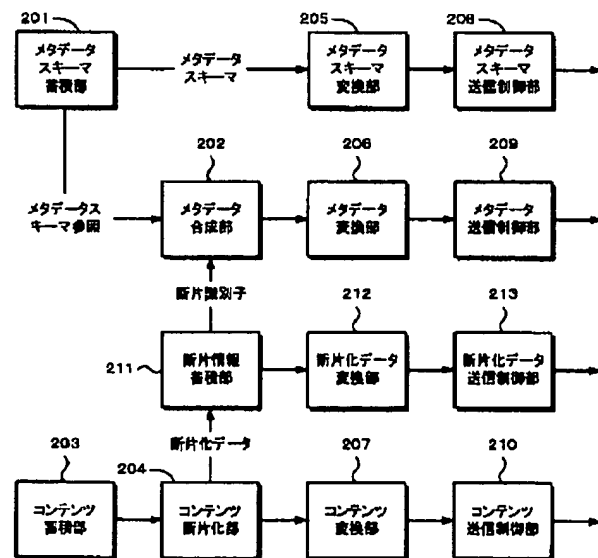 201
205
208
メタデータ
スキーマ
蓄積部
メタデータ
スキーマ
メタデータ
スキーマ
変換部
メタデータ
スキーマ
送信制御部
202
206
209
メタデータス
キーマ参照
メタデータ
合成部
メタデータ
変換部
メタデータ
送信制御部
断片識別子
212
213
211
断片情報
蓄積部
断片化データ
変換部
断片化データ
送信制御部
断片化データ
203
204
207
210
コンテンツ
蓄積部
コンテンツ
断片化部
コンテンツ
変換部
コンテンツ
送信制御部